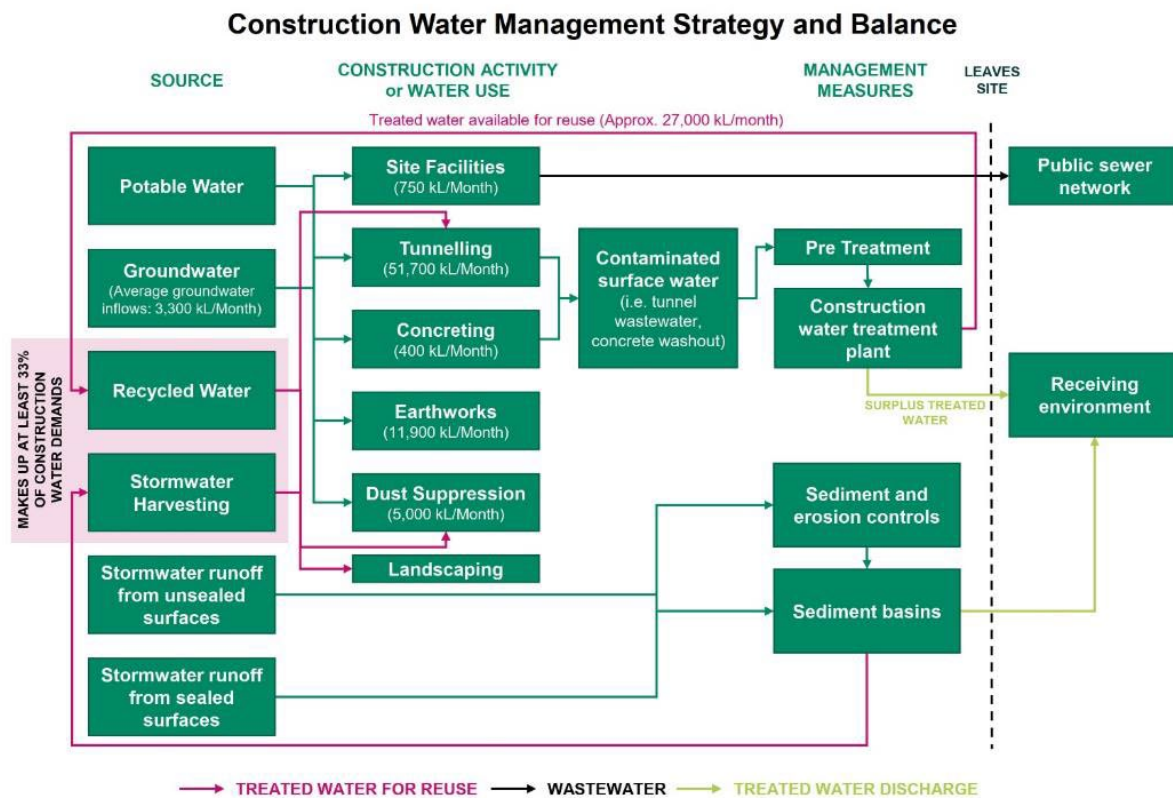 Construction Water Management Strategy and Balance
SOURCE
CONSTRUCTION ACTIVITY
or WATER USE
MANAGEMENT
MEASURES
LEAVES
SITE
Treated water available for reuse (Approx. 27,000 kL/month)
Potable Water
Site Facilities
(750 kL/Month)
Public sewer
network
Groundwater
(Average groundwater
inflows: 3,300 kL/Month)
Tunnelling
(51,700 kL/Month)
Contaminated
surface water
(i.e. tunnel
wastewater,
concrete washout)
Pre Treatment
Concreting
(400 kL/Month)
Construction
water treatment
plant
MAKES UP AT LEAST 33%
OF CONSTRUCTION
WATER DEMANDS
Recycled Water
Earthworks
(11,900 kL/Month)
SURPLUS TREATED
WATER
Receiving
environment
Stormwater
Harvesting
Dust Suppression
(5,000 kL/Month)
Sediment and
erosion controls
Stormwater runoff
from unsealed
surfaces
Landscaping
Sediment basins
Stormwater runoff
from sealed
surfaces
TREATED WATER FOR REUSE
WASTEWATER
TREATED WATER DISCHARGE